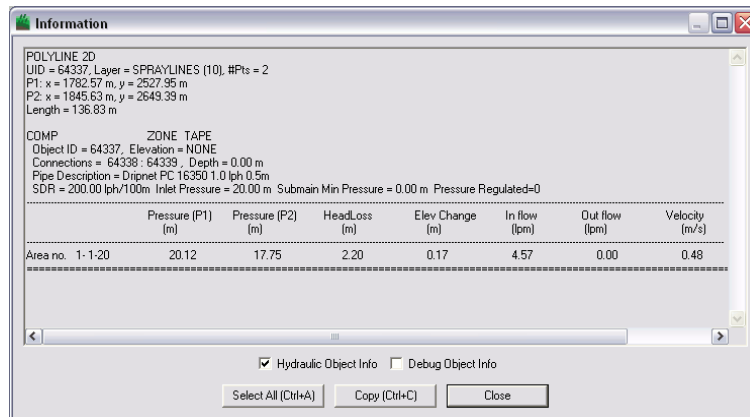 Information
POLYLINE 2D
UID = 64337, Layer = SPRAYLINES (10), #Pts = 2
P1: x = 1782.57 m, y = 2527.95 m
P2: x = 1845.63 m, y = 2649.39 m
Length = 136.83 m
COMP ZONE TAPE
Object ID = 64337, Elevation = NONE
Connections = 64338 : 64339 , Depth = 0.00 m
Pipe Description = Dripnet PC 16350 1.0 lph 0.5m
SDR = 200.00 lph/100m Inlet Pressure = 20.00 m Submain Min Pressure = 0.00 m Pressure Regulated=0
Pressure (P1) Pressure (P2) HeadLoss Elev Change In flow Out flow Velocity
(m) (m) (m) (m) (lpm) (lpm) (m/s)
Area no. 1- 1-20 20.12 17.75 2.20 0.17 4.57 0.00 0.48
Hydraulic Object Info Debug Object Info
Select All (Ctrl+A) Copy (Ctrl+C) Close